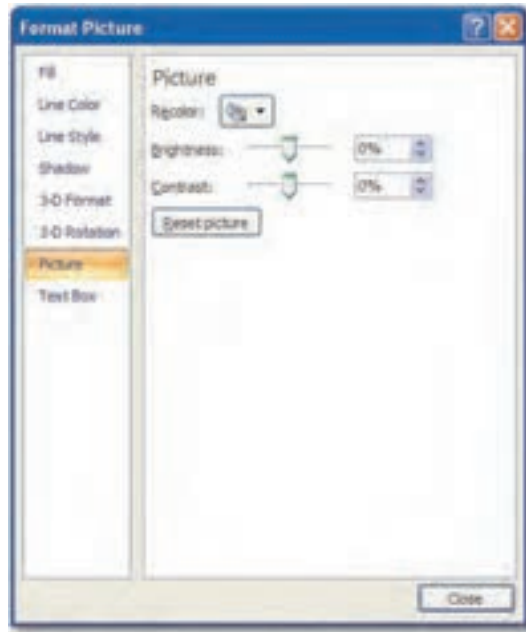 Format Picture
Fill
Line Color
Line Style
Shadow
3-D Format
3-D Rotation
Picture
Text Box
Picture
Recolor:
Brightness: 0%
Contrast: 0%
Reset picture
Close